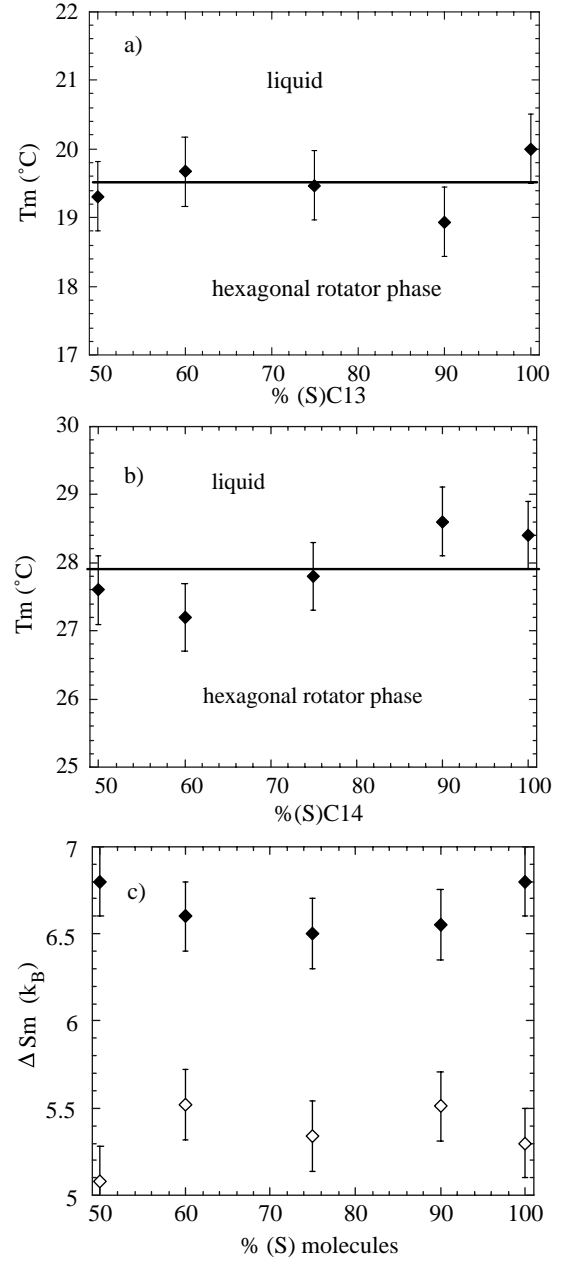 22
a)
liquid
21
20
Tm (˚C)
19
hexagonal rotator phase
18
17
50 60 70 80 90 100
% (S)C13
30
b)
liquid
29
28
Tm (˚C)
27
hexagonal rotator phase
26
25
50 60 70 80 90 100
%(S)C14
7
c)
6.5
Δ Sm (k_B)
6
5.5
5
50 60 70 80 90 100
% (S) molecules